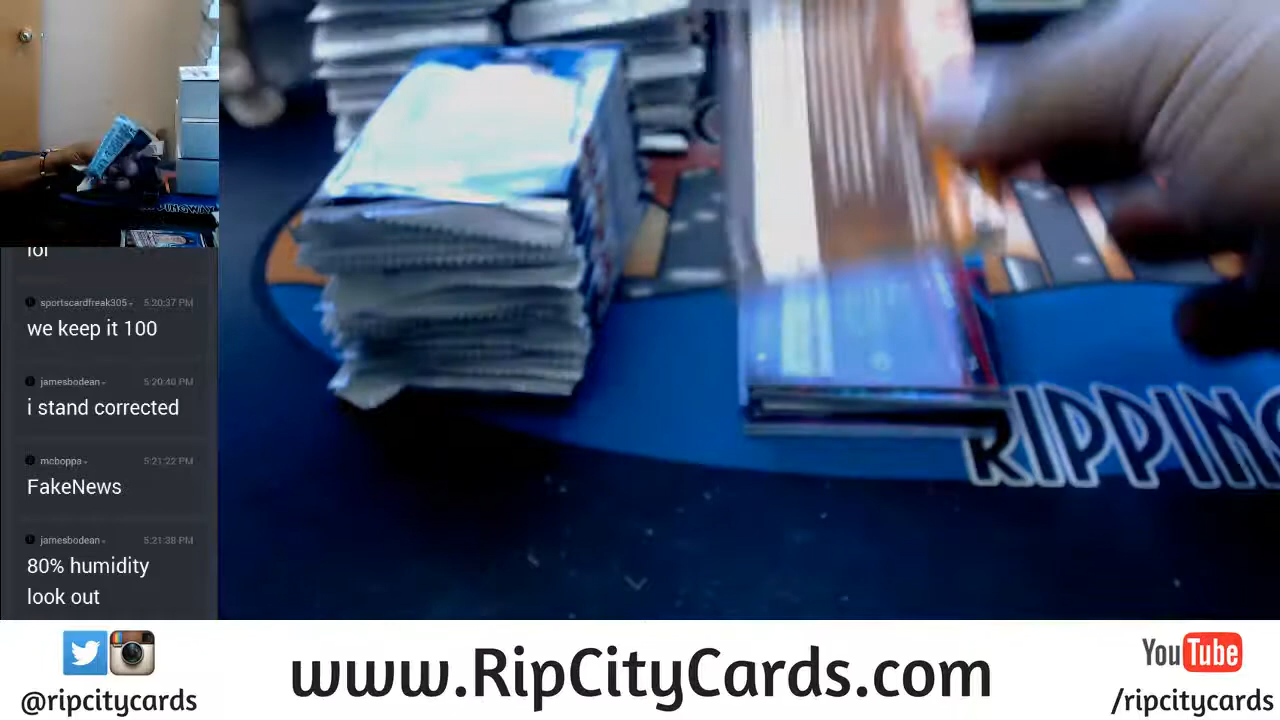 lol
sportscardfreak305 5:20:37 PM
we keep it 100
jamesbodean 5:20:40 PM
i stand corrected
mcboppa 5:21:22 PM
FakeNews
jamesbodean 5:21:38 PM
80% humidity
look out
RIPPING
RIPPINGWAX
@ripcitycards
www.RipCityCards.com
YouTube
/ripcitycards